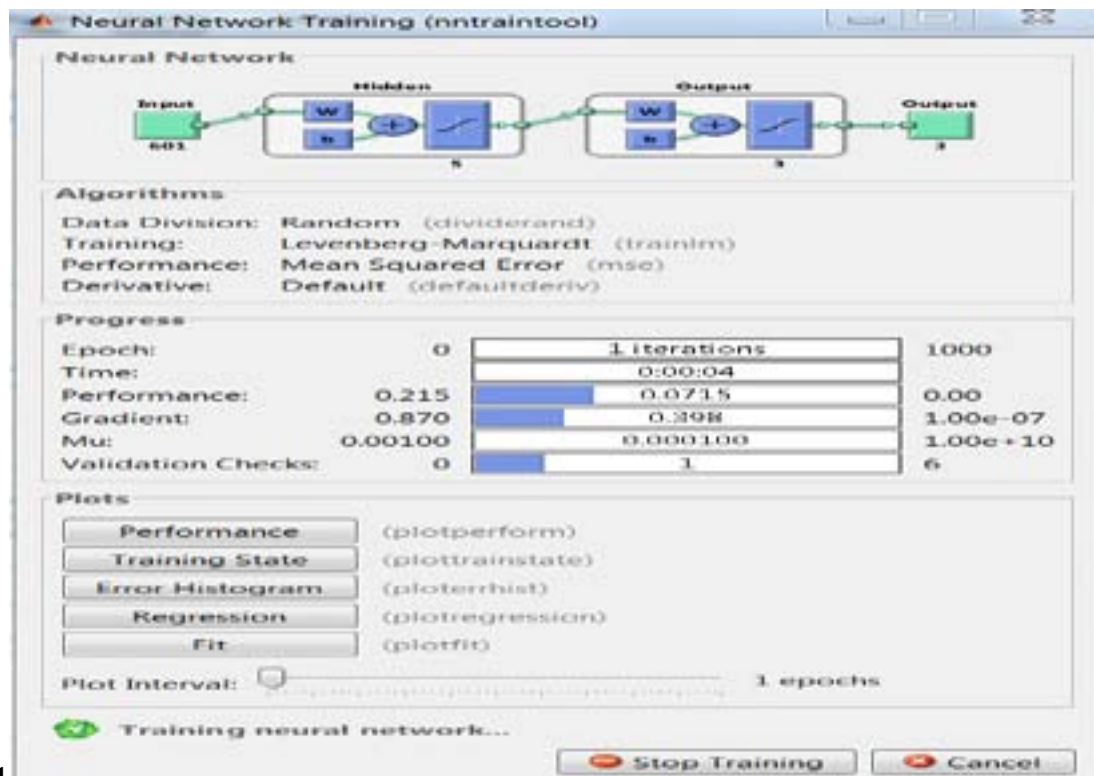 Neural Network Training (nntraintool)
Neural Network
Hidden
Output
Input
Output
W
W
b
b
601
5
3
3
Algorithms
Data Division: Random (dividerand)
Training: Levenberg-Marquardt (trainlm)
Performance: Mean Squared Error (mse)
Derivative: Default (defaultderiv)
Progress
Epoch: 0 1 iterations 1000
Time: 0:00:04
Performance: 0.215 0.0715 0.00
Gradient: 0.870 0.398 1.00e-07
Mu: 0.00100 0.000100 1.00e+10
Validation Checks: 0 1 6
Plots
Performance (plotperform)
Training State (plottrainstate)
Error Histogram (ploterrhist)
Regression (plotregression)
Fit (plotfit)
Plot Interval: 1 epochs
Training neural network...
Stop Training Cancel